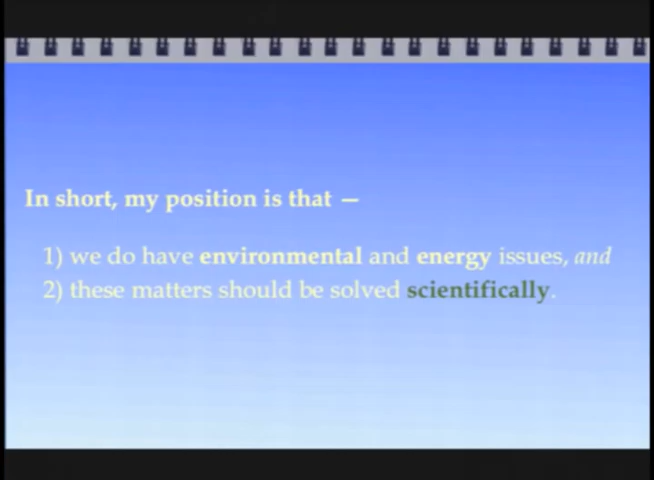 In short, my position is that —
1) we do have environmental and energy issues, and
2) these matters should be solved scientifically.